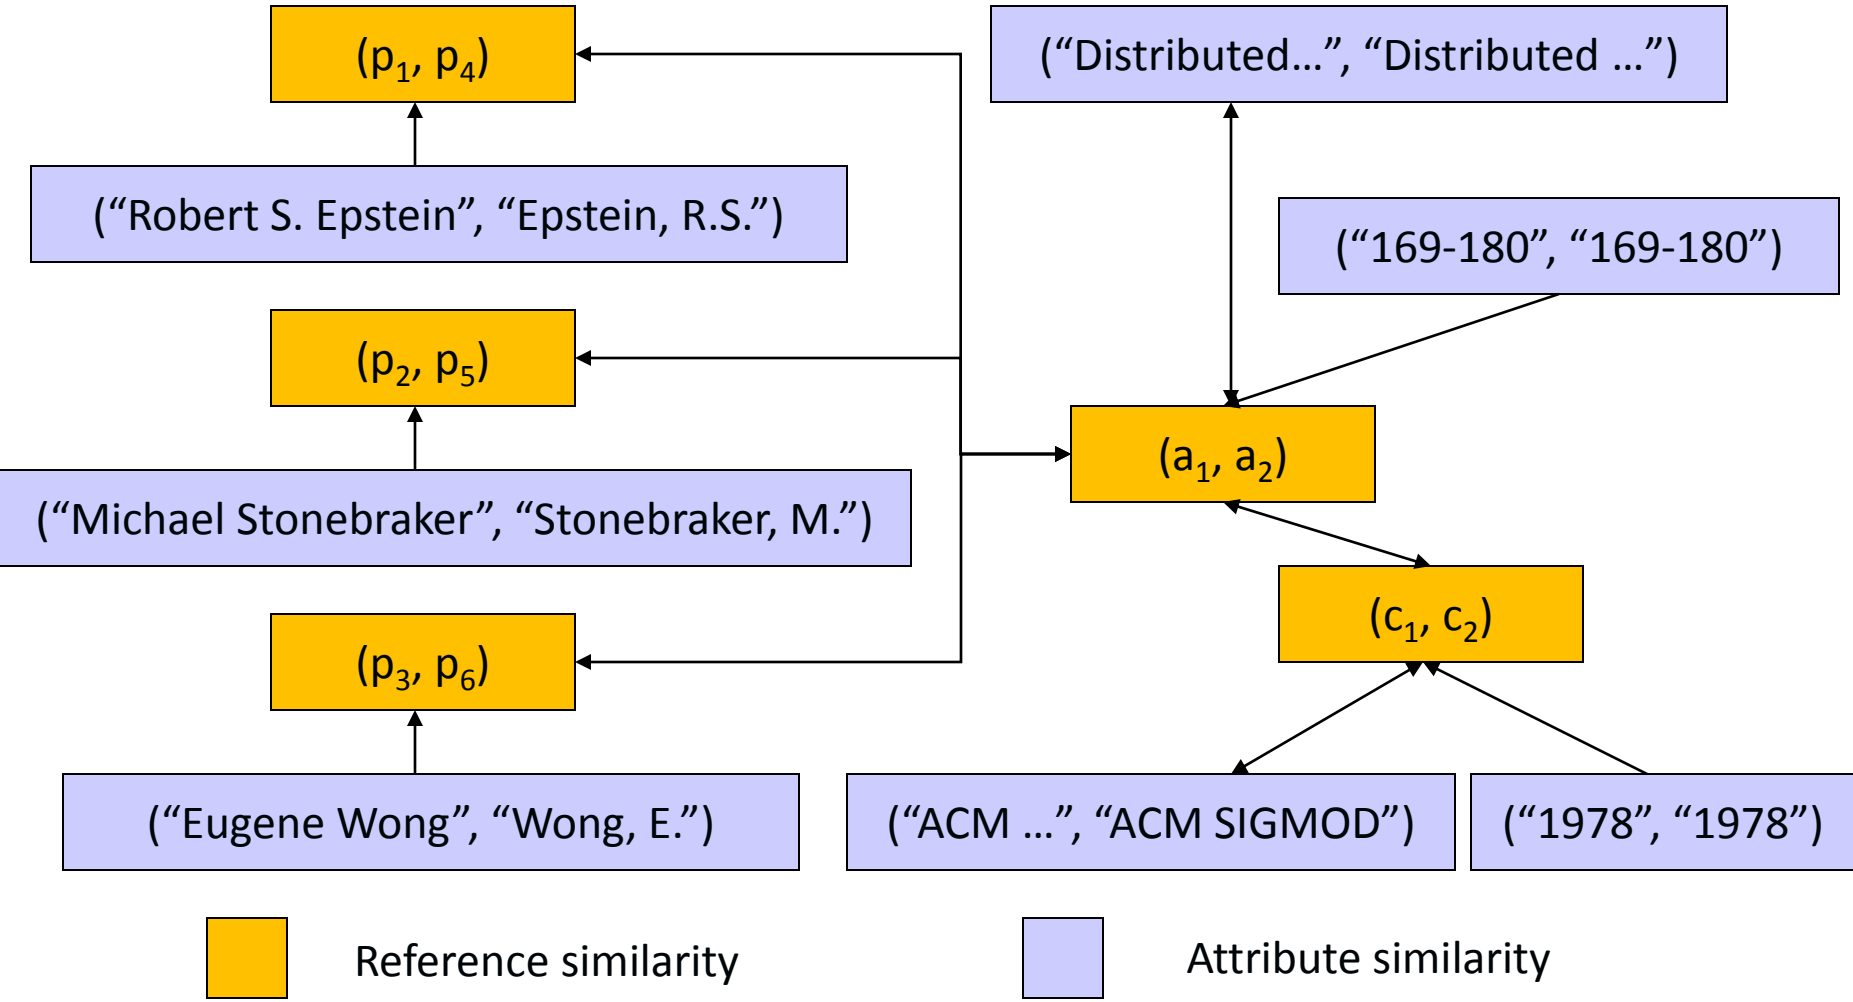 (p₁, p₄)
(“Distributed…”, “Distributed …”)
(“Robert S. Epstein”, “Epstein, R.S.”)
(“169-180”, “169-180”)
(p₂, p₅)
(a₁, a₂)
(“Michael Stonebraker”, “Stonebraker, M.”)
(c₁, c₂)
(p₃, p₆)
(“Eugene Wong”, “Wong, E.”)
(“ACM …”, “ACM SIGMOD”)
(“1978”, “1978”)
Reference similarity
Attribute similarity